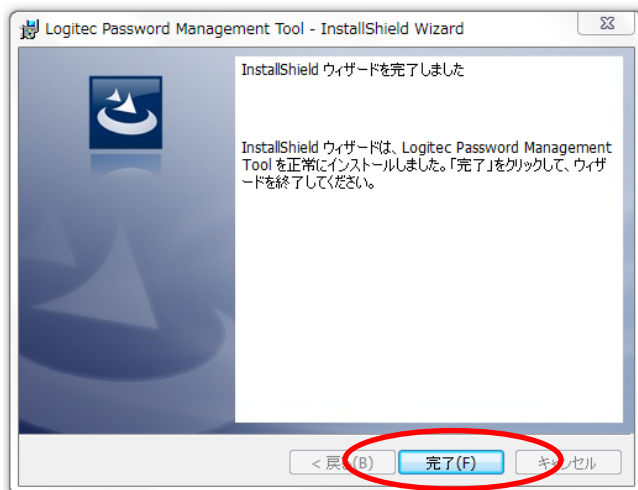 Logitec Password Management Tool - InstallShield Wizard
InstallShield ウィザードを完了しました
InstallShield ウィザードは、Logitec Password Management
Tool を正常にインストールしました。「完了」をクリックして、ウィザ
ードを終了してください。
< 戻る(B) 完了(F) キャンセル